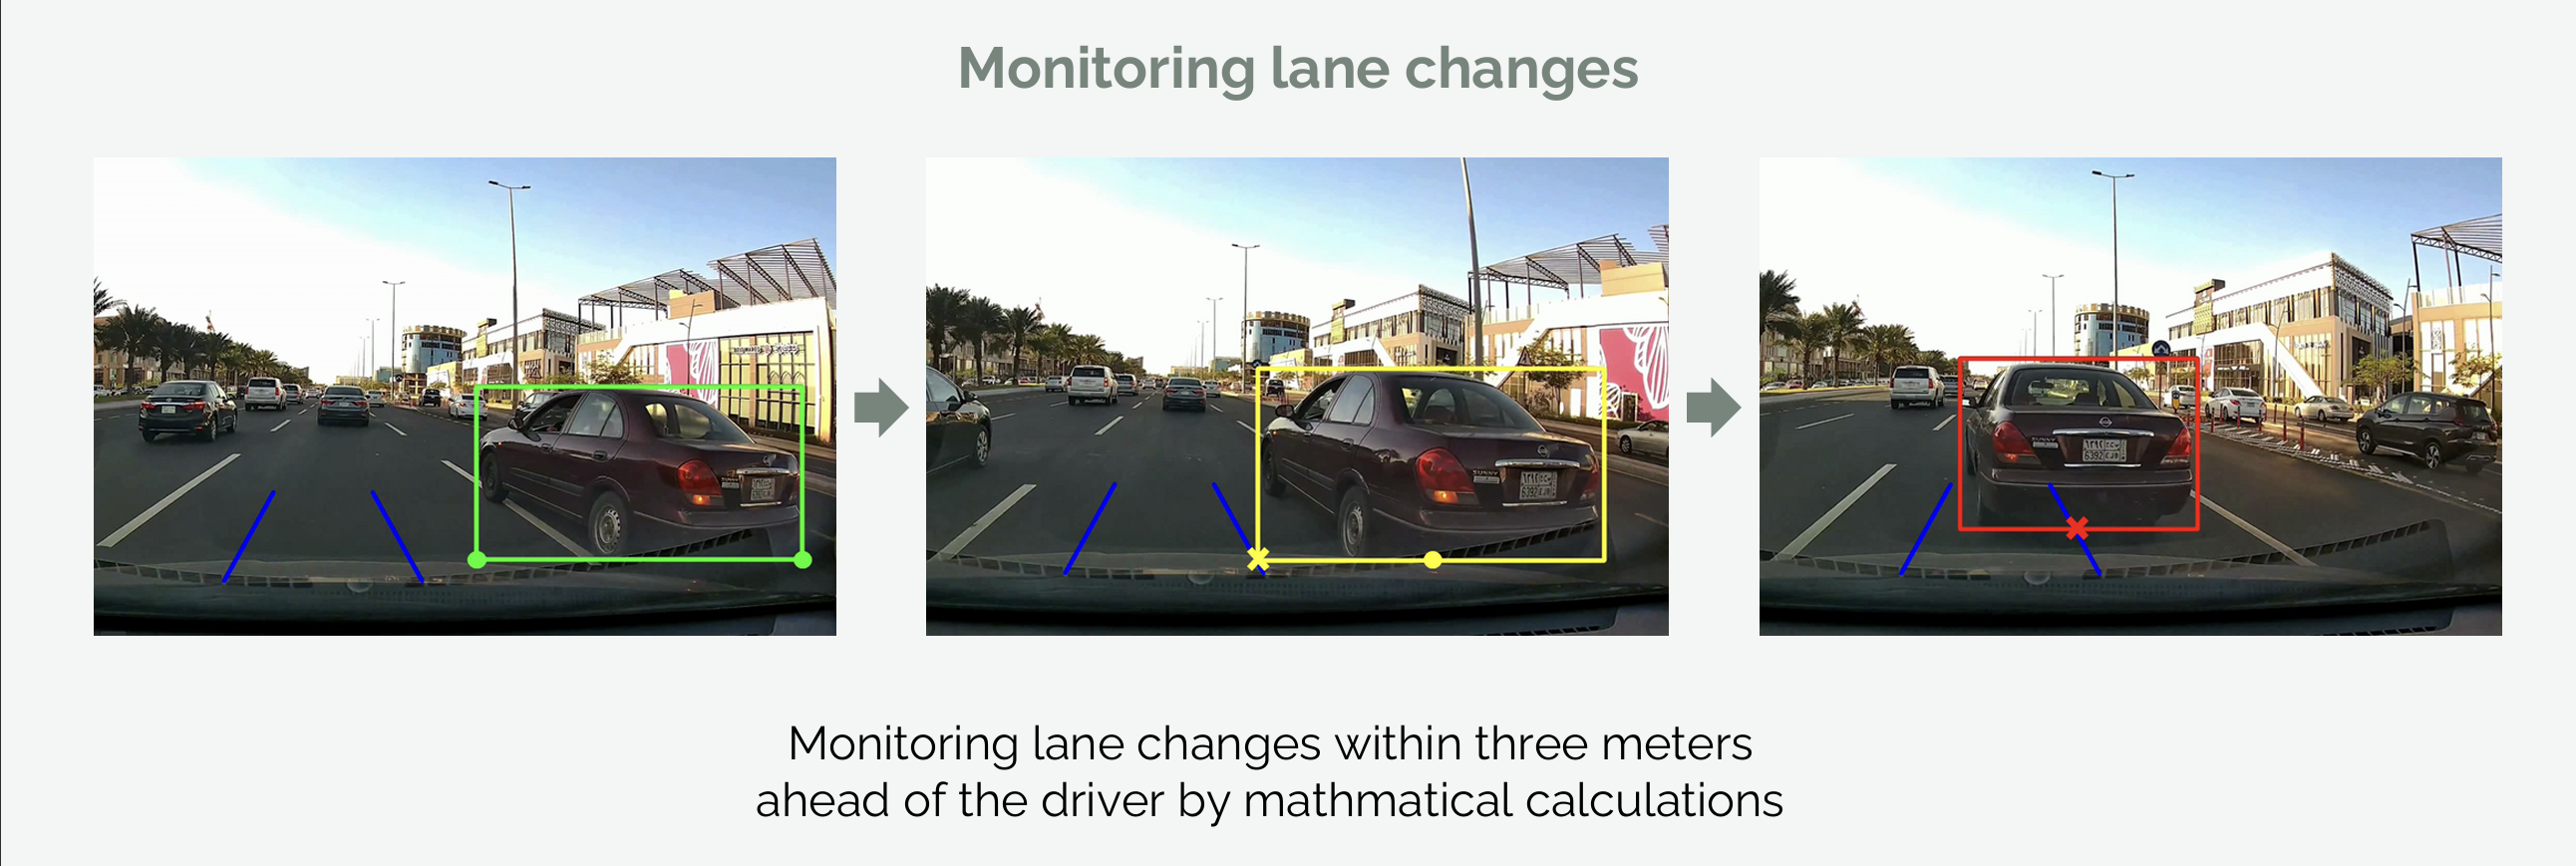 Monitoring lane changes
Monitoring lane changes within three meters
ahead of the driver by mathmatical calculations